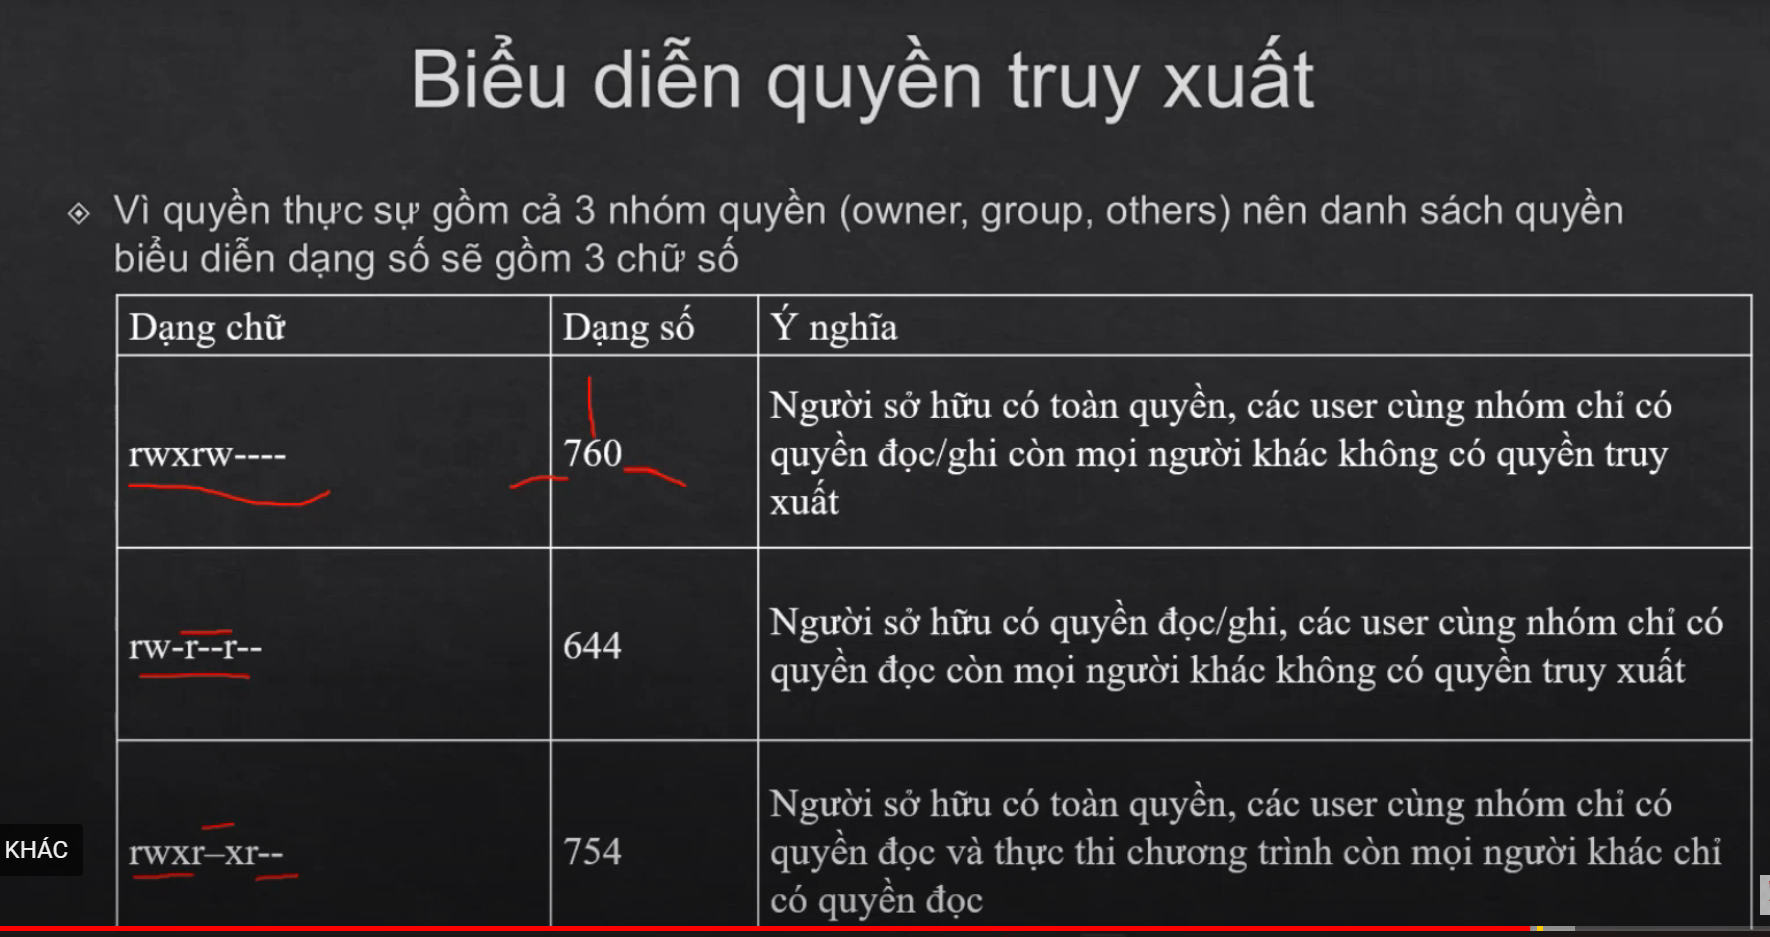 Biểu diễn quyền truy xuất
Vì quyền thực sự gồm cả 3 nhóm quyền (owner, group, others) nên danh sách quyền
biểu diễn dạng số sẽ gồm 3 chữ số
Dạng chữ Dạng số Ý nghĩa
rwxrw---- 760 Người sở hữu có toàn quyền, các user cùng nhóm chỉ có
quyền đọc/ghi còn mọi người khác không có quyền truy
xuất
rw-r--r-- 644 Người sở hữu có quyền đọc/ghi, các user cùng nhóm chỉ có
quyền đọc còn mọi người khác không có quyền truy xuất
rwxr–xr-- 754 Người sở hữu có toàn quyền, các user cùng nhóm chỉ có
quyền đọc và thực thi chương trình còn mọi người khác chỉ
có quyền đọc
KHÁC